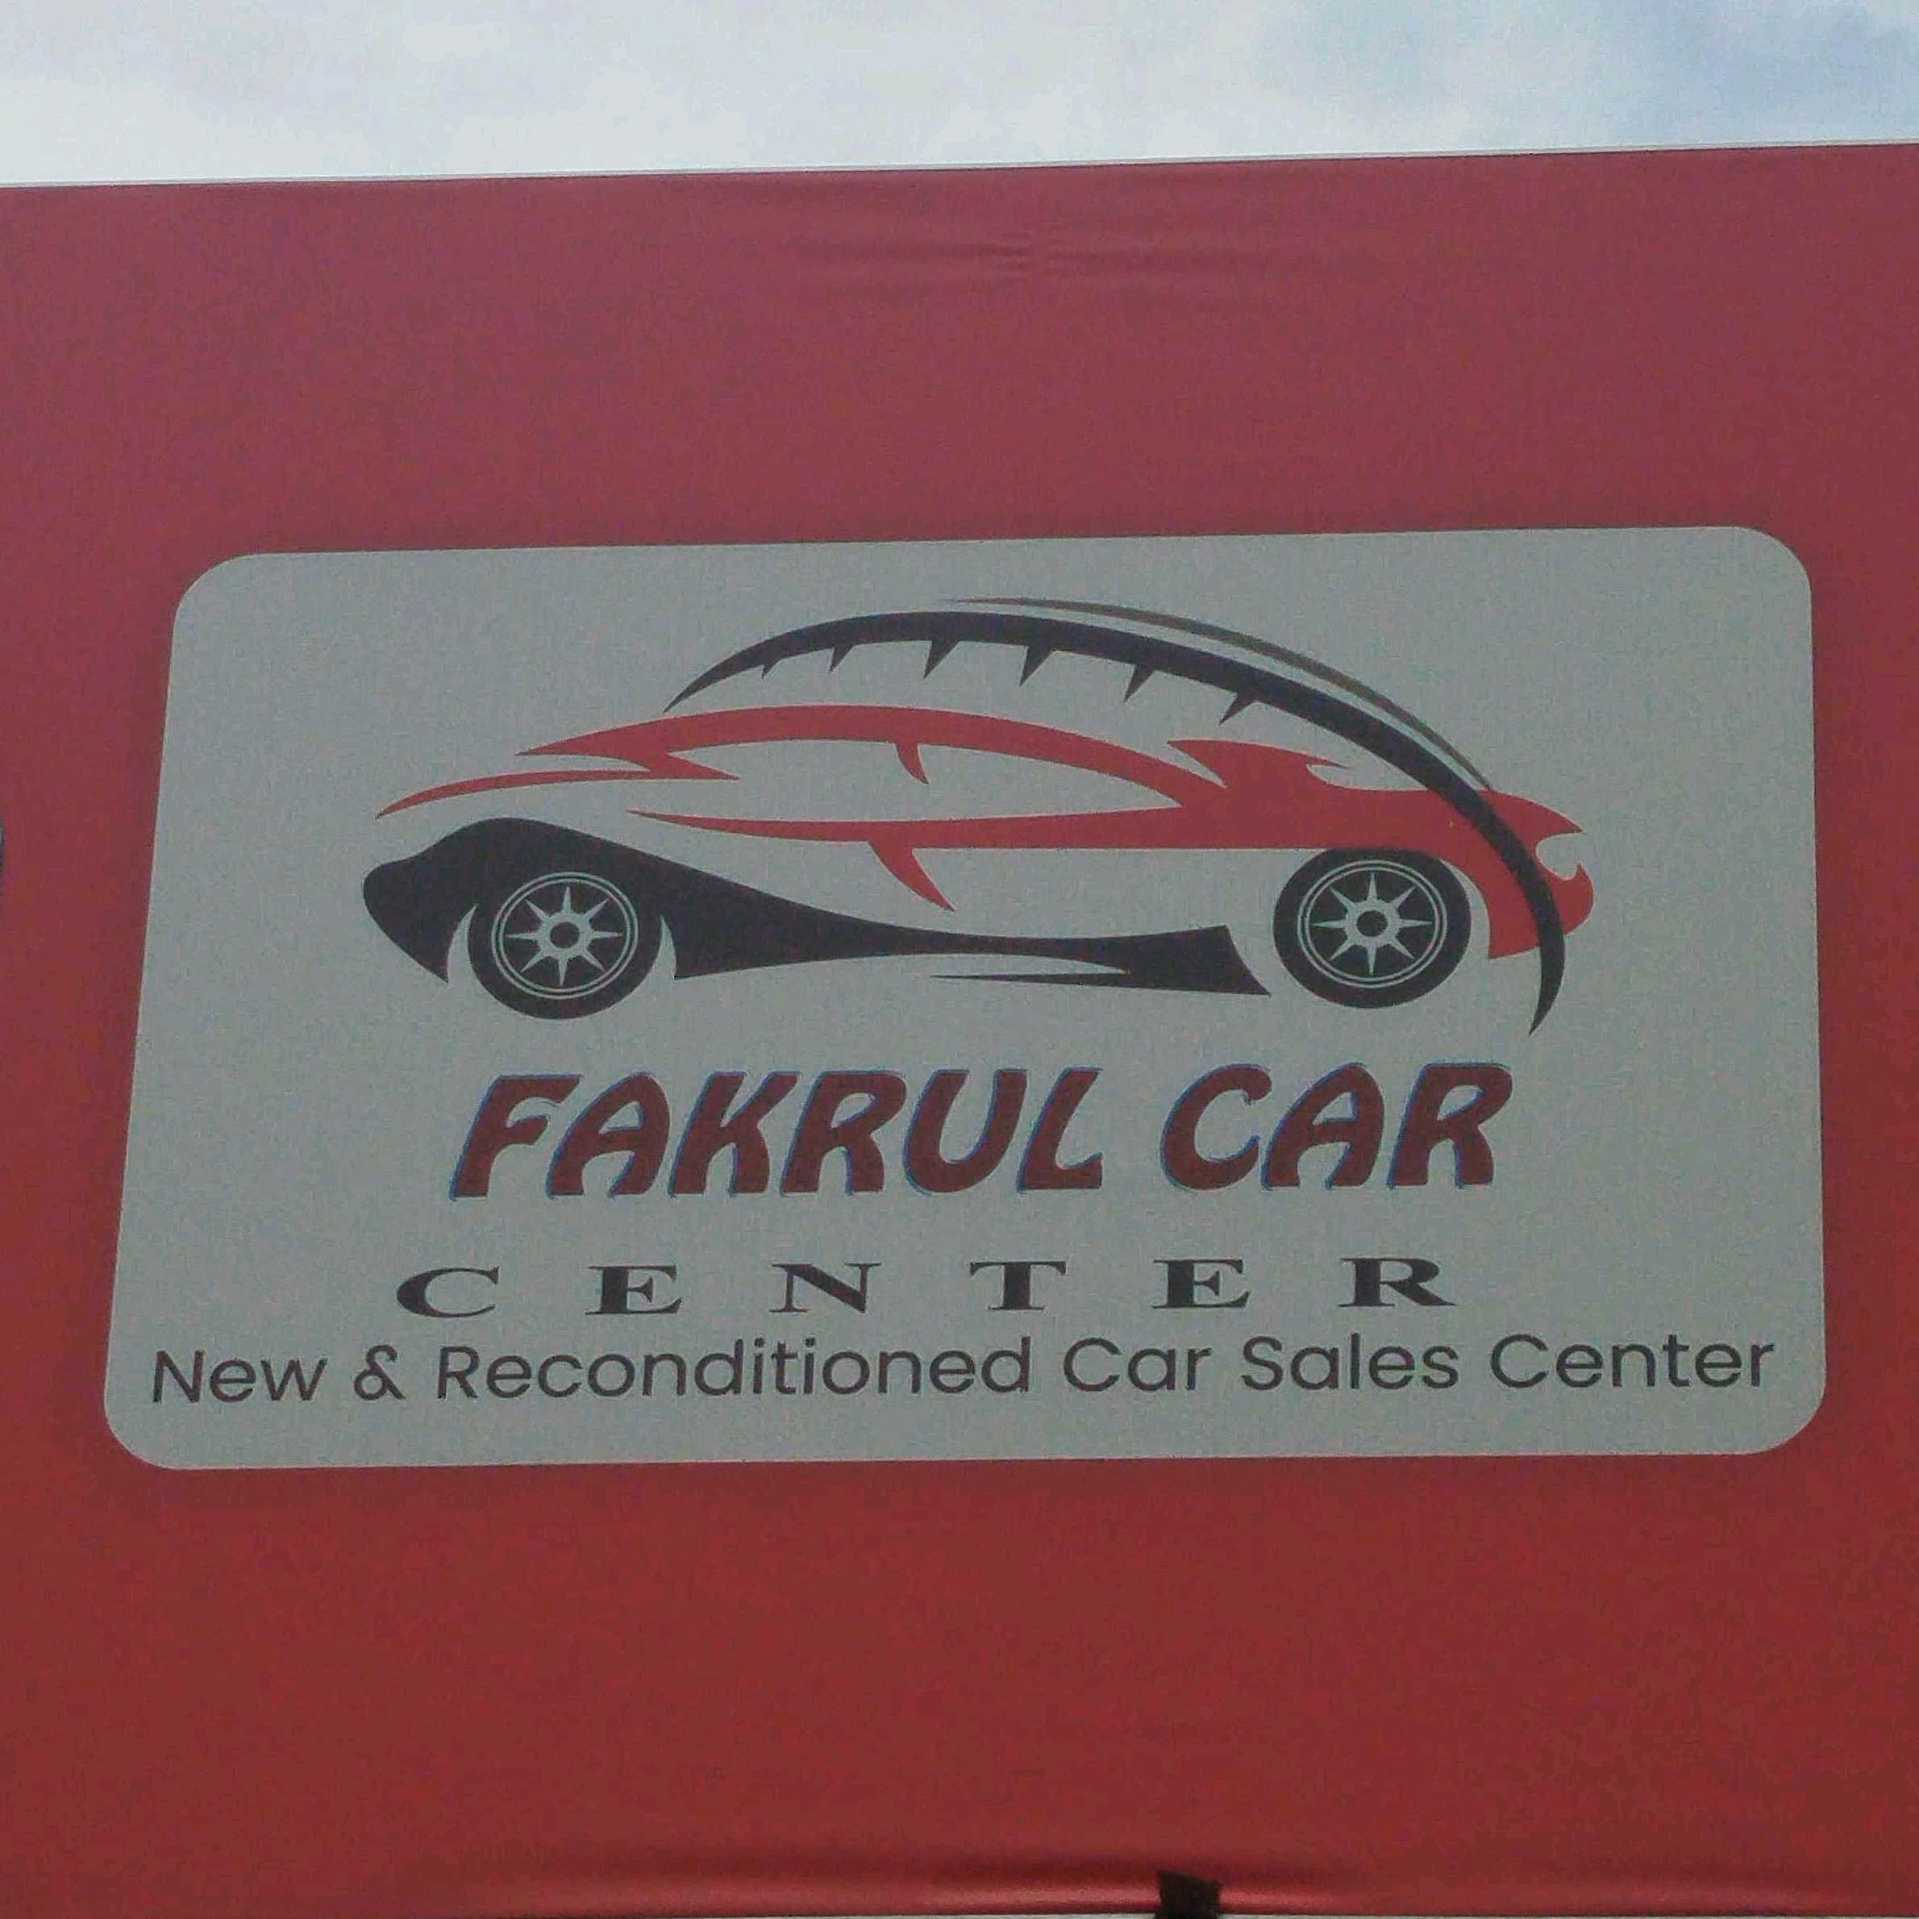 FAKRUL CAR
CENTER
New & Reconditioned Car Sales Center